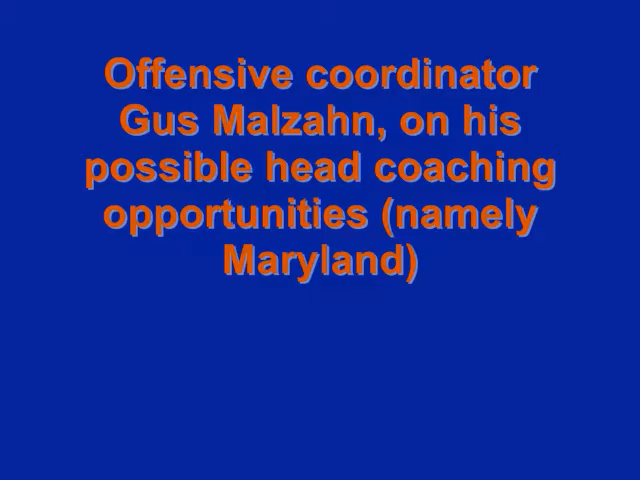 Offensive coordinator
Gus Malzahn, on his
possible head coaching
opportunities (namely
Maryland)